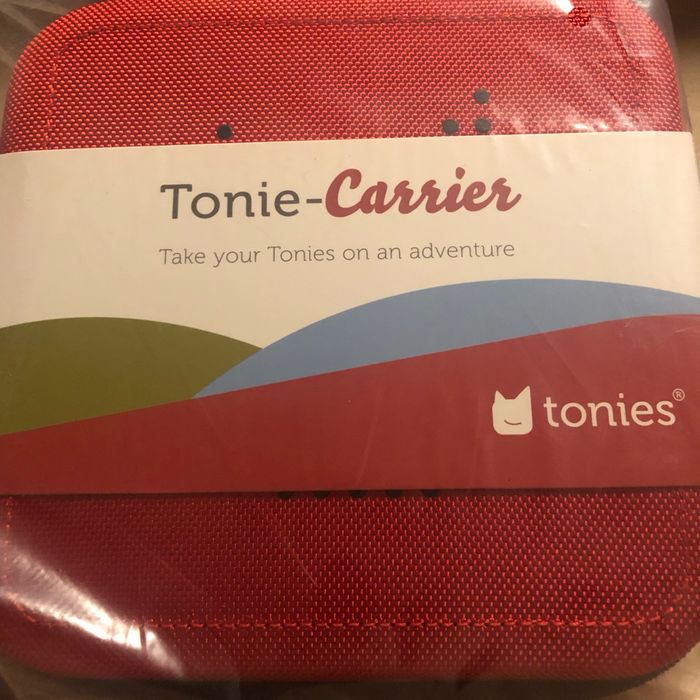 Tonie-Carrier
Take your Tonies on an adventure
tonies®